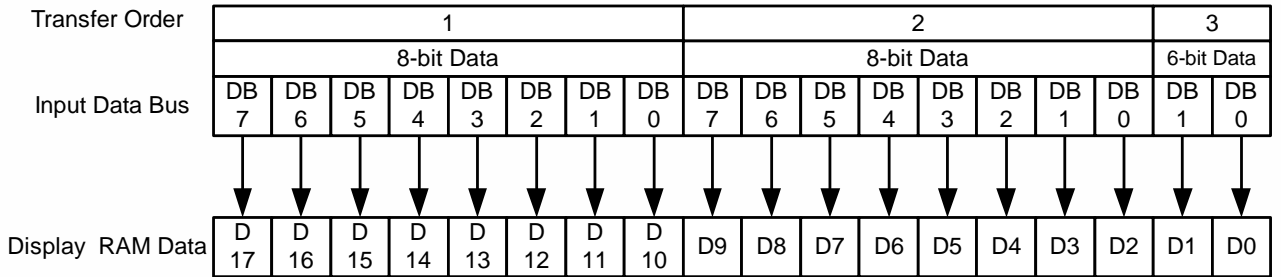 Transfer Order 1 2 3
8-bit Data 8-bit Data 6-bit Data
Input Data Bus DB 7 DB 6 DB 5 DB 4 DB 3 DB 2 DB 1 DB 0 DB 7 DB 6 DB 5 DB 4 DB 3 DB 2 DB 1 DB 0 DB 1 DB 0
Display RAM Data D 17 D 16 D 15 D 14 D 13 D 12 D 11 D 10 D9 D8 D7 D6 D5 D4 D3 D2 D1 D0